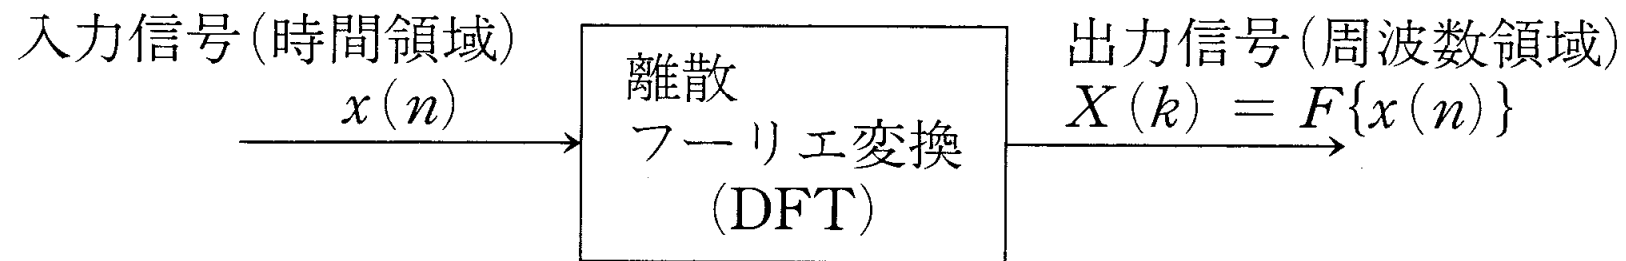 入力信号(時間領域)
x(n)
離散
フーリエ変換
(DFT)
出力信号(周波数領域)
X(k) = F{x(n)}